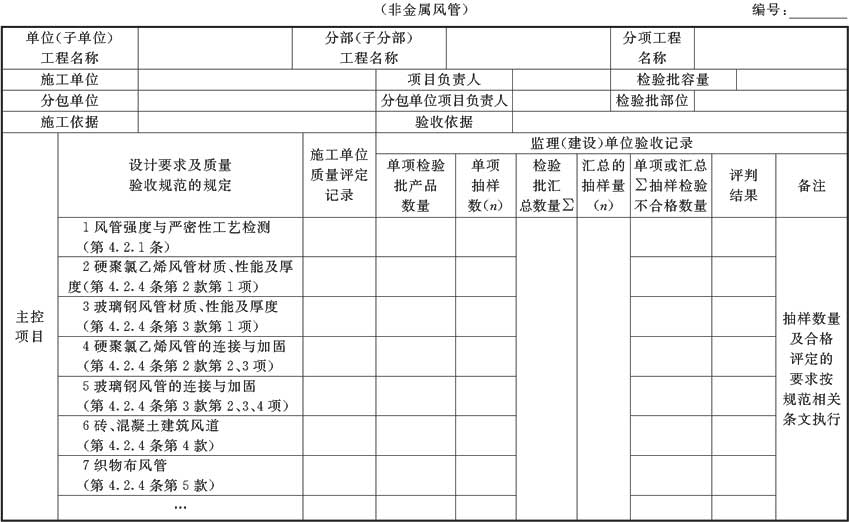 (非金属风管)
编号:
单位(子单位)
工程名称
分部(子分部)
工程名称
分项工程
名称
施工单位
项目负责人
检验批容量
分包单位
分包单位项目负责人
检验批部位
施工依据
验收依据
主控
项目
设计要求及质量
验收规范的规定
施工单位
质量评定
记录
监理(建设)单位验收记录
单项检验
批产品
数量
单项
抽样
数(n)
检验
批汇
总数量Σ
汇总的
抽样量
(n)
单项或汇总
Σ抽样检验
不合格数量
评判
结果
备注
1 风管强度与严密性工艺检测
(第 4.2.1 条)
2 硬聚氯乙烯风管材质、性能及厚
度(第 4.2.4 条第 2 款第 1 项)
3 玻璃钢风管材质、性能及厚度
(第 4.2.4 条第 3 款第 1 项)
4 硬聚氯乙烯风管的连接与加固
(第 4.2.4 条第 2 款第 2、3 项)
5 玻璃钢风管的连接与加固
(第 4.2.4 条第 3 款第 2、3、4 项)
6 砖、混凝土建筑风道
(第 4.2.4 条第 4 款)
7 织物布风管
(第 4.2.4 条第 5 款)
…
抽样数量
及合格
评定的
要求按
规范相关
条文执行